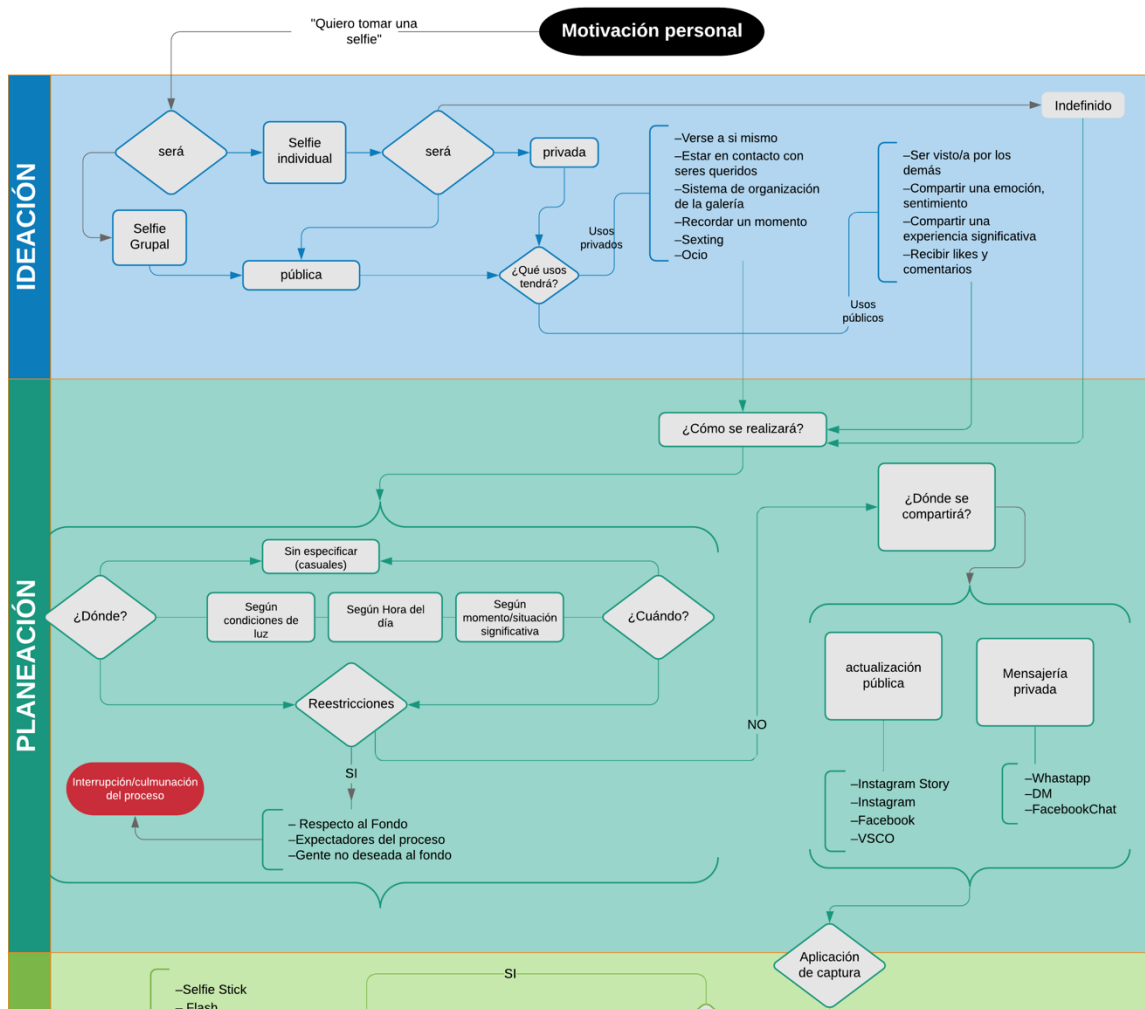 Motivación personal
"Quiero tomar una
selfie"
IDEACIÓN
será
Selfie
individual
será
privada
Indefinido
Selfie
Grupal
pública
¿Qué usos
tendrá?
Usos
privados
–Verse a si mismo
–Estar en contacto con
seres queridos
–Sistema de organización
de la galería
–Recordar un momento
–Sexting
–Ocio
Usos
públicos
–Ser visto/a por los
demás
–Compartir una emoción,
sentimiento
–Compartir una
experiencia significativa
–Recibir likes y
comentarios
PLANEACIÓN
¿Cómo se realizará?
Sin especificar
(casuales)
¿Dónde?
Según
condiciones de
luz
Según Hora del
día
Según
momento/situación
significativa
¿Cuándo?
Reestricciones
SI
NO
Interrupción/culmunación
del proceso
– Respecto al Fondo
–Expectadores del proceso
–Gente no deseada al fondo
¿Dónde se
compartirá?
actualización
pública
Mensajería
privada
–Instagram Story
–Instagram
–Facebook
–VSCO
–Whastapp
–DM
–FacebookChat
Aplicación
de captura
–Selfie Stick
– Flash
SI